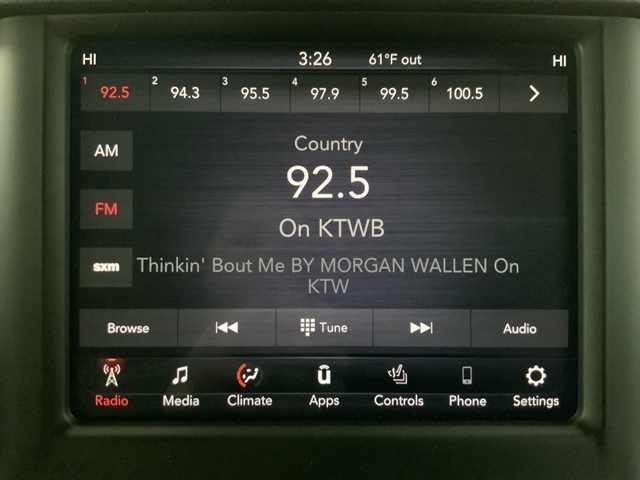 HI 3:26 61°F out HI
1 92.5 2 94.3 3 95.5 4 97.9 5 99.5 6 100.5
Country
AM
92.5
FM
On KTWB
sxm
Thinkin' Bout Me BY MORGAN WALLEN On
KTW
Browse Tune Audio
Radio Media Climate Apps Controls Phone Settings